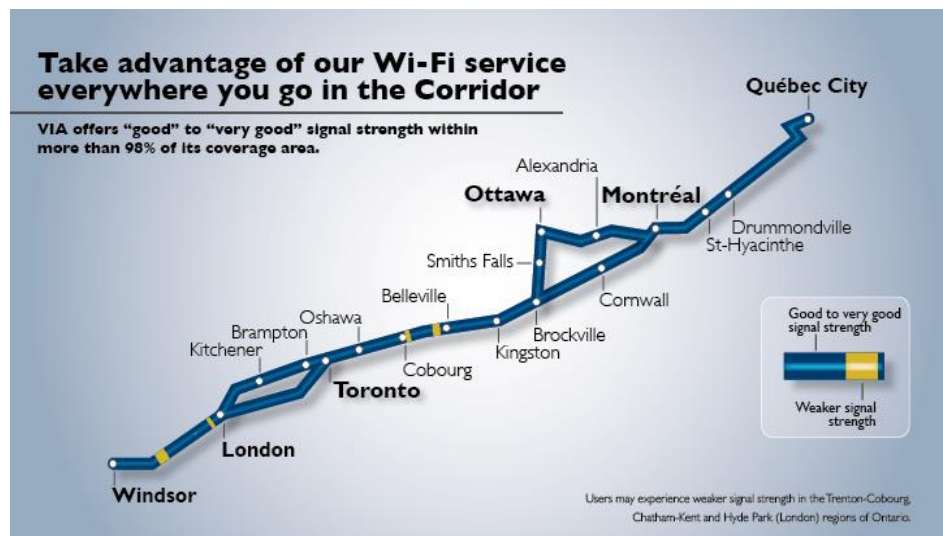 Take advantage of our Wi-Fi service
everywhere you go in the Corridor
VIA offers “good” to “very good” signal strength within
more than 98% of its coverage area.
Québec City
Alexandria
Ottawa
Montréal
Drummondville
St-Hyacinthe
Smiths Falls
Cornwall
Belleville
Oshawa
Brampton
Kitchener
Brockville
Kingston
Cobourg
Toronto
London
Windsor
Good to very good
signal strength
Weaker signal
strength
Users may experience weaker signal strength in the Trenton-Cobourg,
Chatham-Kent and Hyde Park (London) regions of Ontario.